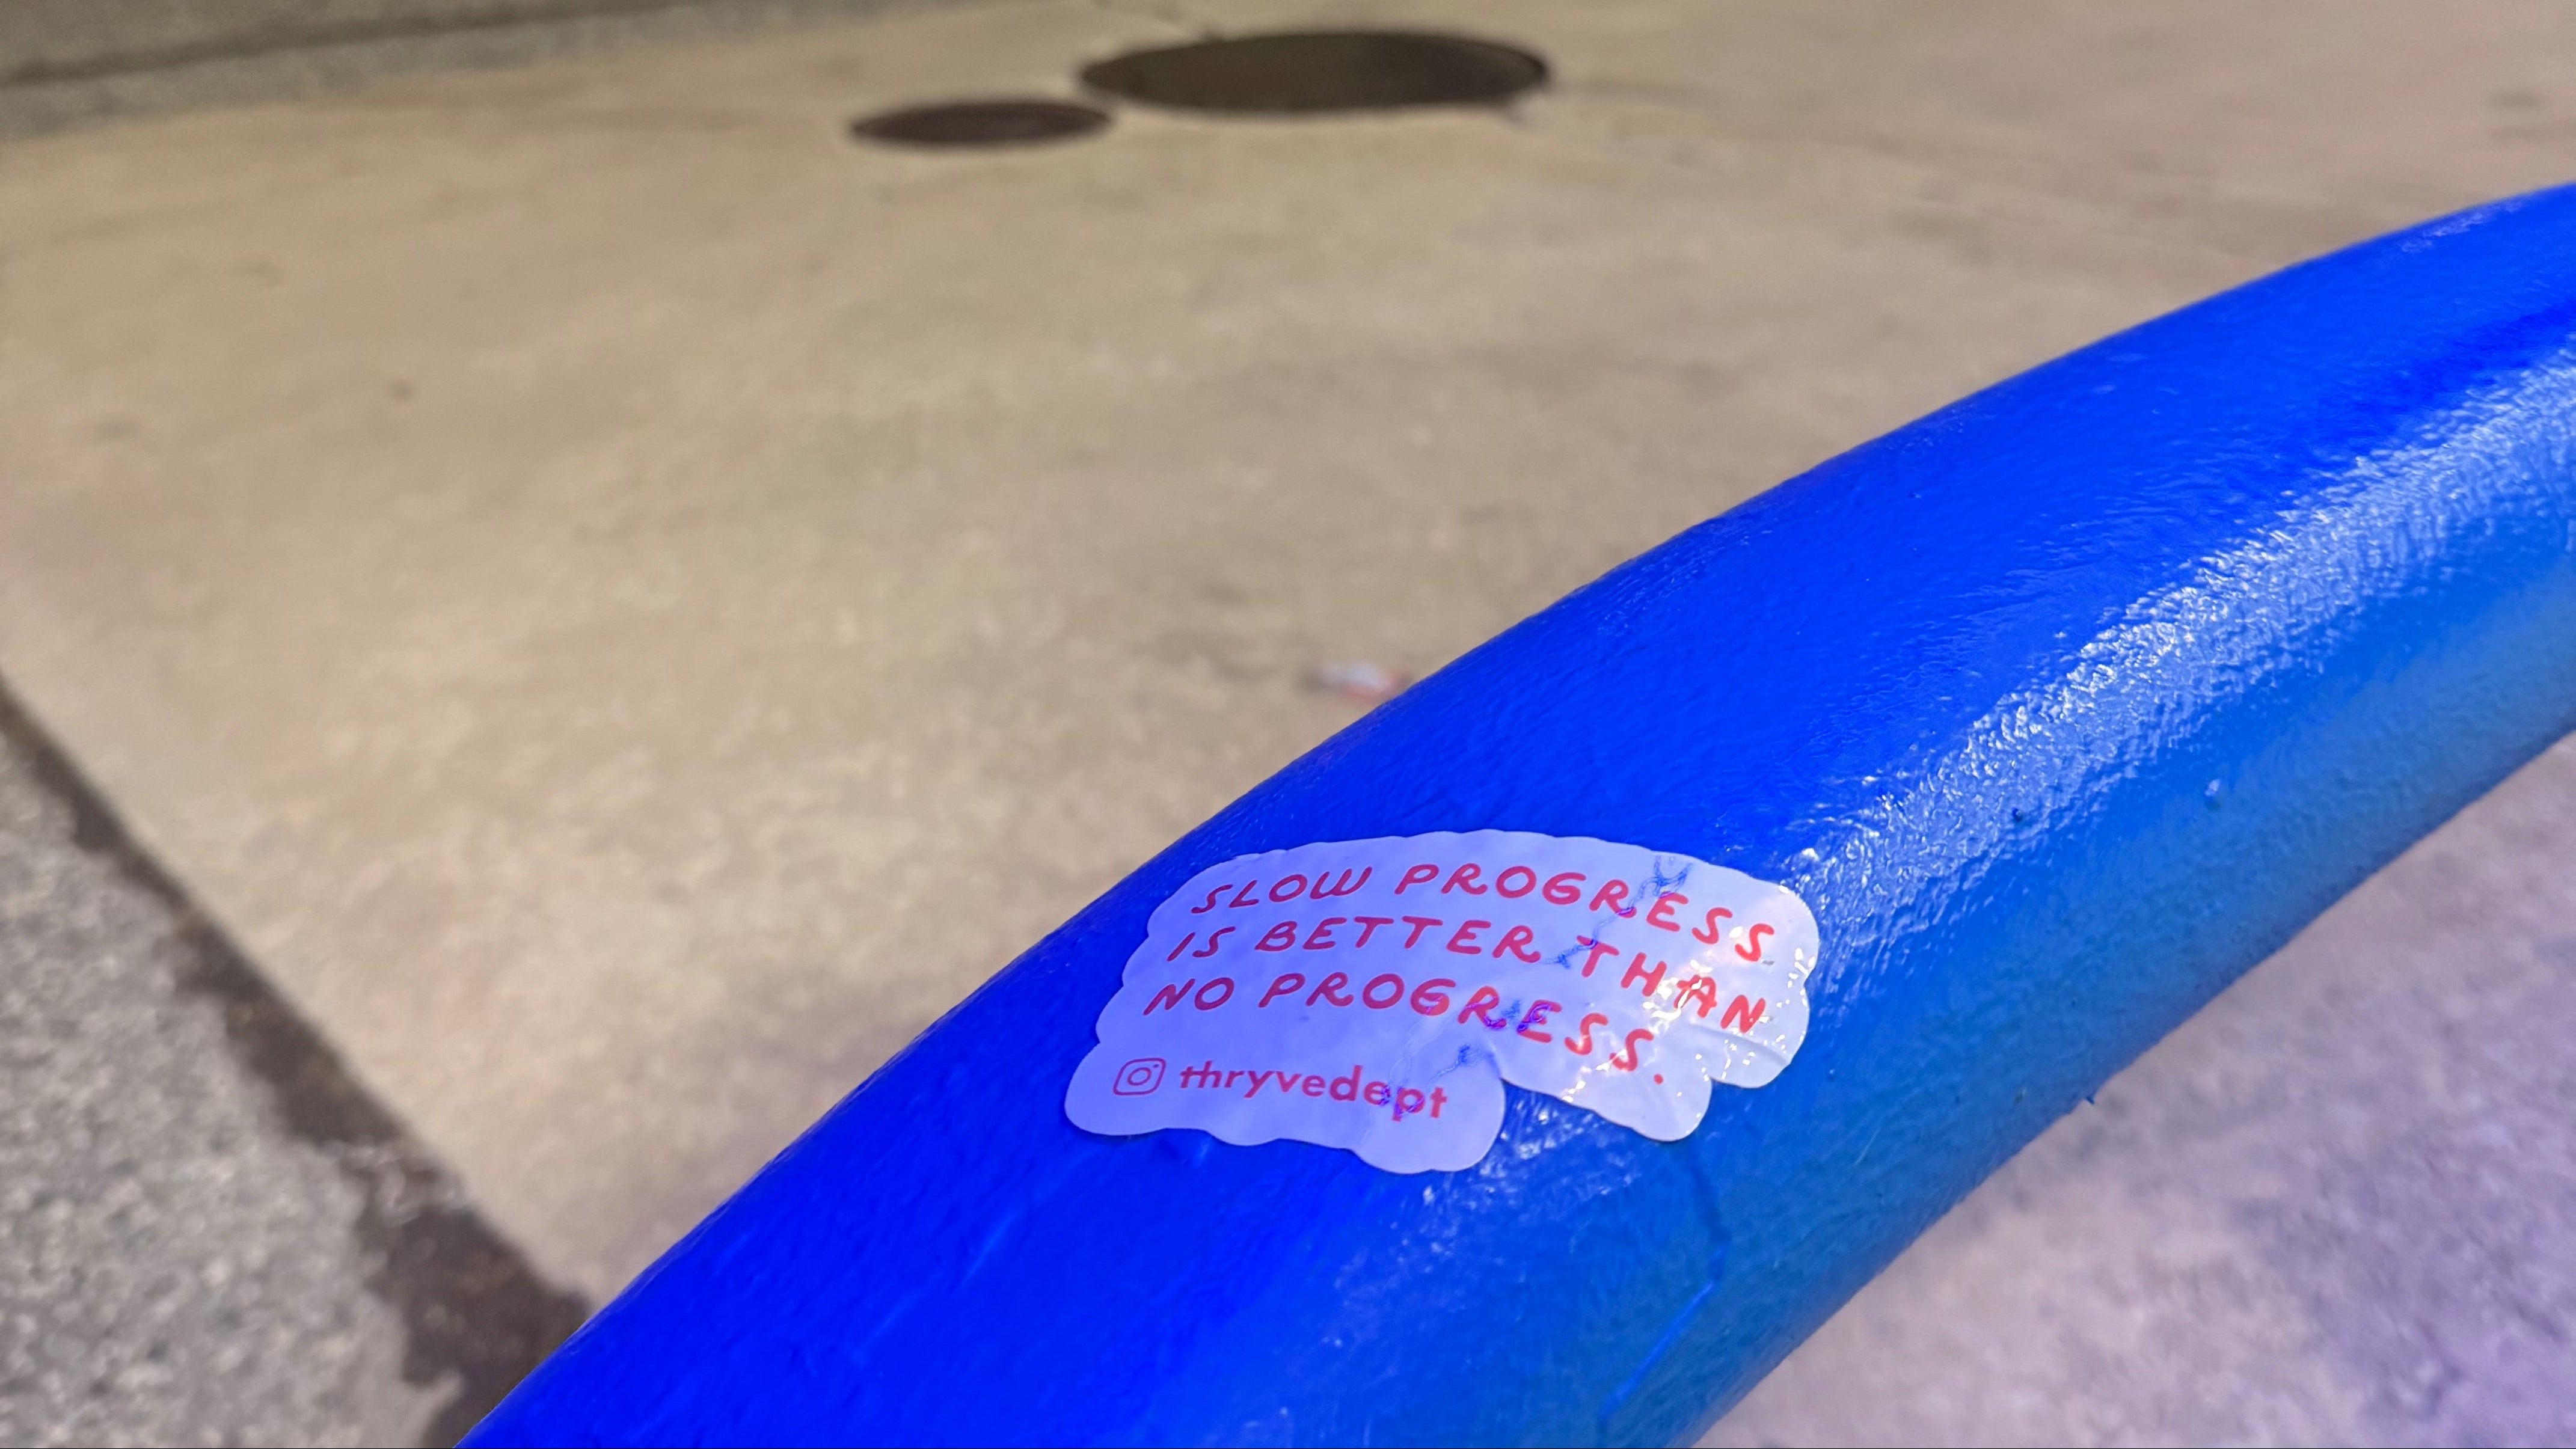 SLOW PROGRESS
IS BETTER THAN
NO PROGRESS.
thryvedept